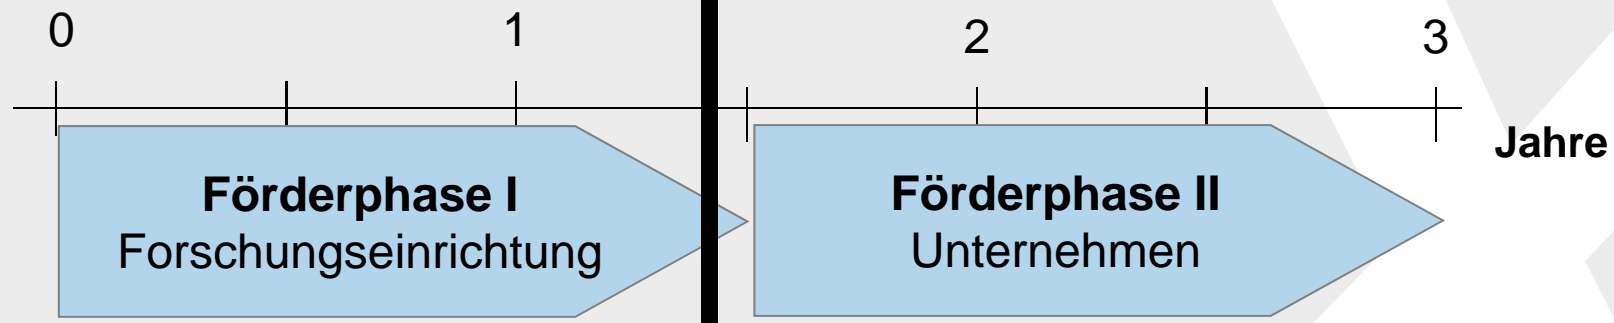 0 1 2 3
Jahre
Förderphase I
Forschungseinrichtung
Förderphase II
Unternehmen